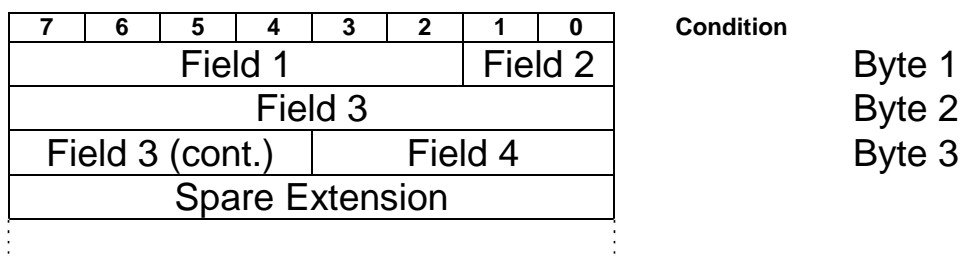 7 6 5 4 3 2 1 0 Condition
Field 1 Field 2 Byte 1
Field 3 Byte 2
Field 3 (cont.) Field 4 Byte 3
Spare Extension